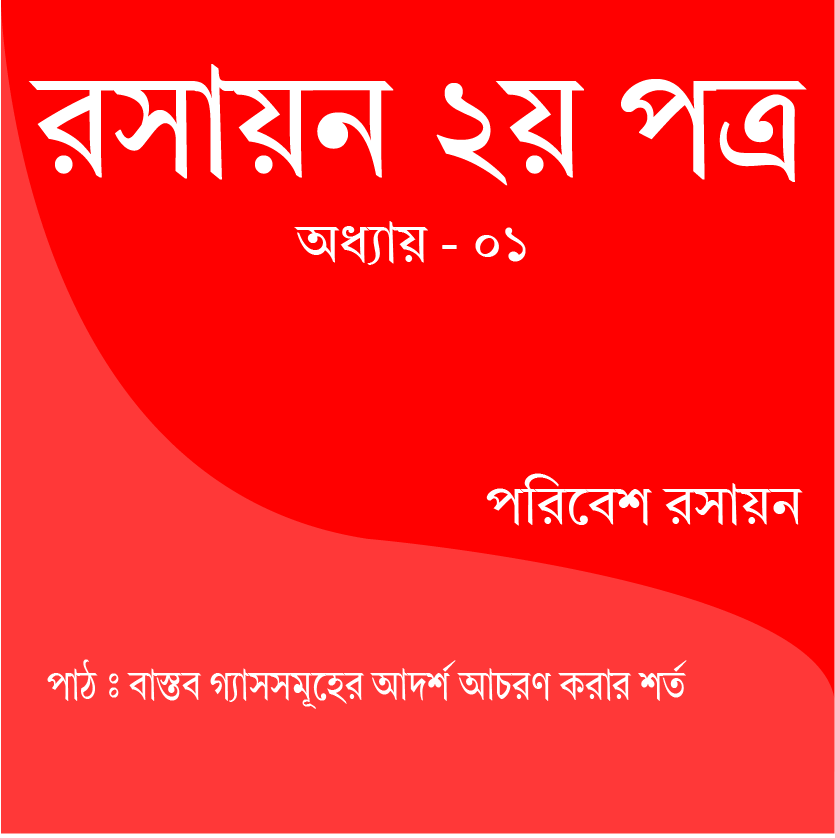 রসায়ন ২য় পত্র
অধ্যায় - ০১
পরিবেশ রসায়ন
পাঠ ঃ বাস্তব গ্যাসসমূহের আদর্শ আচরণ করার শর্ত